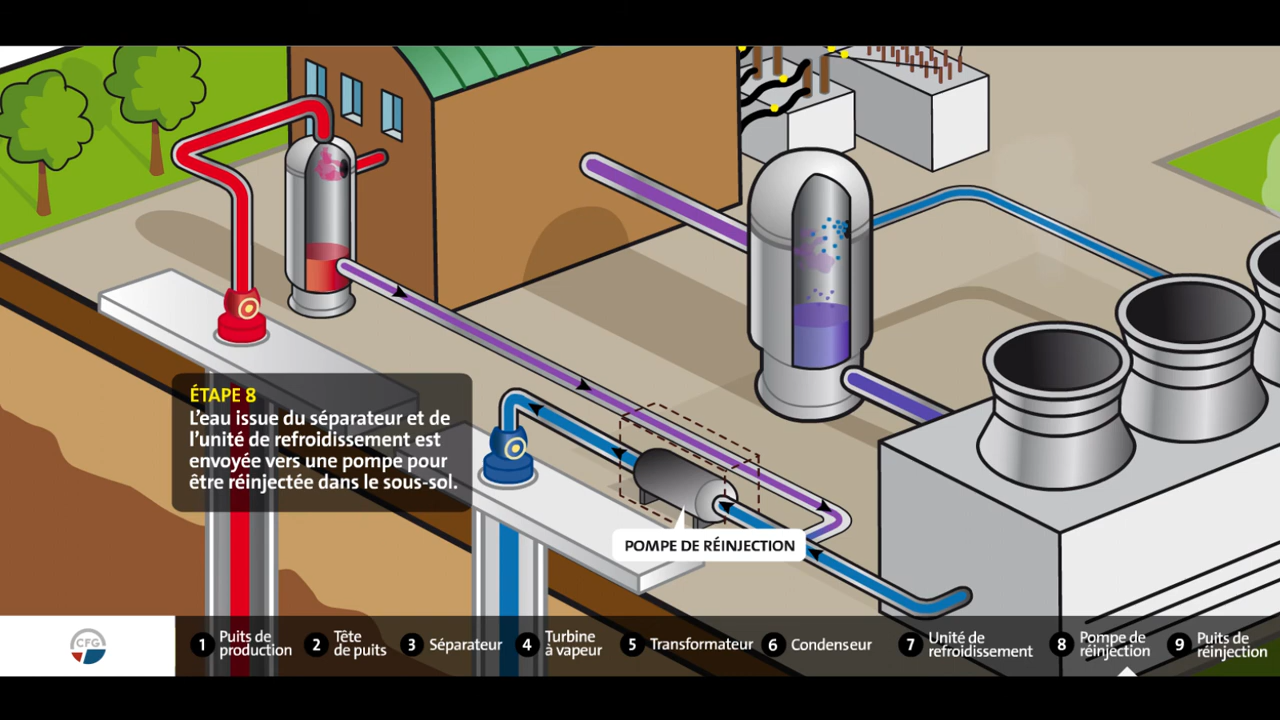 ÉTAPE 8
L'eau issue du séparateur et de
l'unité de refroidissement est
envoyée vers une pompe pour
être réinjectée dans le sous-sol.
POMPE DE RÉINJECTION
CFG
1 Puits de
production
2 Tête
de puits
3 Séparateur
4 Turbine
à vapeur
5 Transformateur
6 Condenseur
7 Unité de
refroidissement
8 Pompe de
réinjection
9 Puits de
réinjection